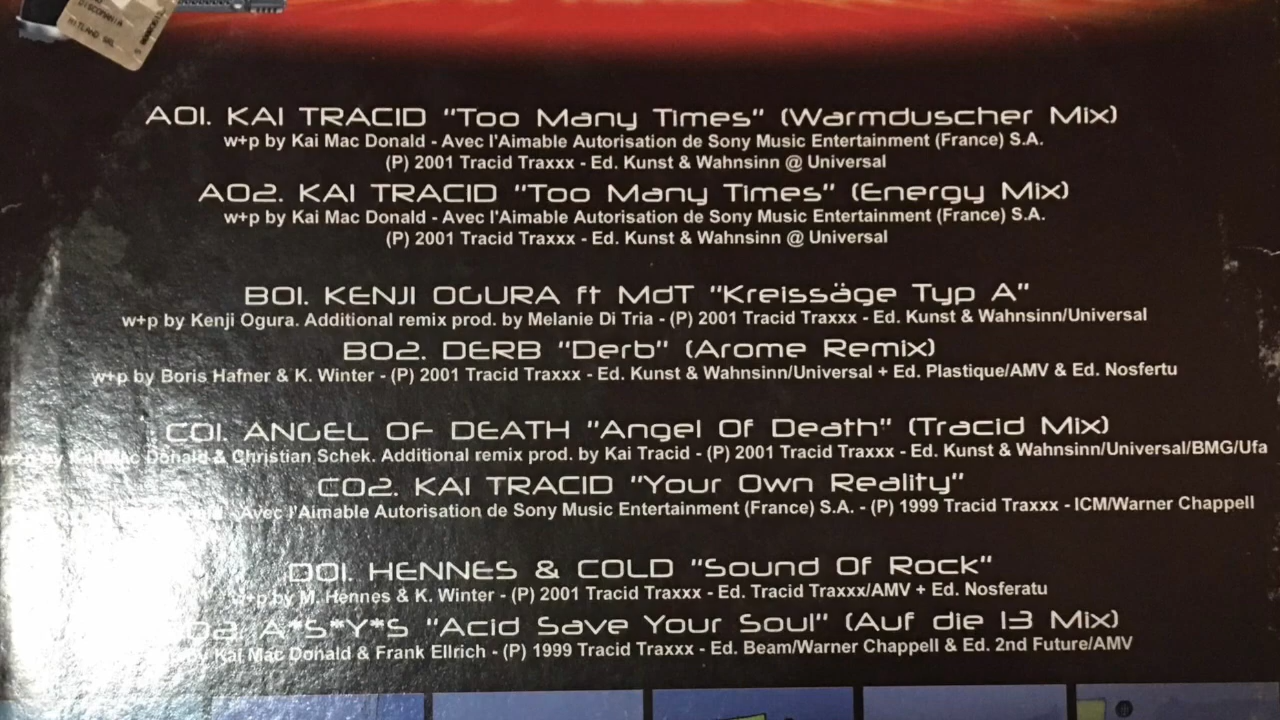 DISCOMANIA
A01. KAI TRACID "Too Many Times" (Warmduscher Mix)
w+p by Kai Mac Donald - Avec l'Aimable Autorisation de Sony Music Entertainment (France) S.A.
(P) 2001 Tracid Traxxx - Ed. Kunst & Wahnsinn @ Universal
A02. KAI TRACID "Too Many Times" (Energy Mix)
w+p by Kai Mac Donald - Avec l'Aimable Autorisation de Sony Music Entertainment (France) S.A.
(P) 2001 Tracid Traxxx - Ed. Kunst & Wahnsinn @ Universal
B01. KENJI OGURA ft MdT "Kreissäge Typ A"
w+p by Kenji Ogura. Additional remix prod. by Melanie Di Tria - (P) 2001 Tracid Traxxx - Ed. Kunst & Wahnsinn/Universal
B02. DERB "Derb" (Arome Remix)
w+p by Boris Hafner & K. Winter - (P) 2001 Tracid Traxxx - Ed. Kunst & Wahnsinn/Universal + Ed. Plastique/AMV & Ed. Nosfertu
C01. ANGEL OF DEATH "Angel Of Death" (Tracid Mix)
w+p by Kai Mac Donald & Christian Schek. Additional remix prod. by Kai Tracid - (P) 2001 Tracid Traxxx - Ed. Kunst & Wahnsinn/Universal/BMG/Ufa
C02. KAI TRACID "Your Own Reality"
Avec l'Aimable Autorisation de Sony Music Entertainment (France) S.A. - (P) 1999 Tracid Traxxx - ICM/Warner Chappell
D01. HENNES & COLD "Sound Of Rock"
w+p by M. Hennes & K. Winter - (P) 2001 Tracid Traxxx - Ed. Tracid Traxxx/AMV + Ed. Nosferatu
A*S*Y*S "Acid Save Your Soul" (Auf die 13 Mix)
by Kai Mac Donald & Frank Ellrich - (P) 1999 Tracid Traxxx - Ed. Beam/Warner Chappell & Ed. 2nd Future/AMV